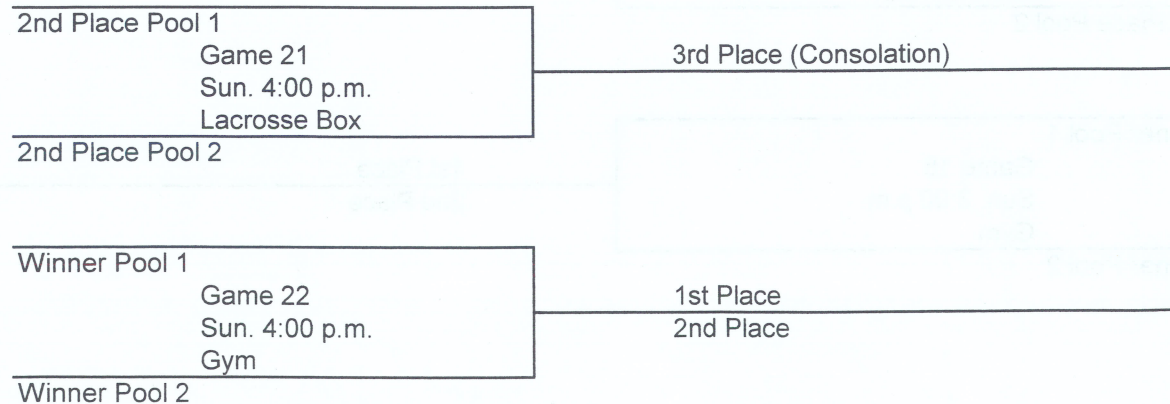 2nd Place Pool 1
Game 21
Sun. 4:00 p.m.
Lacrosse Box
2nd Place Pool 2
3rd Place (Consolation)
Winner Pool 1
Game 22
Sun. 4:00 p.m.
Gym
Winner Pool 2
1st Place
2nd Place